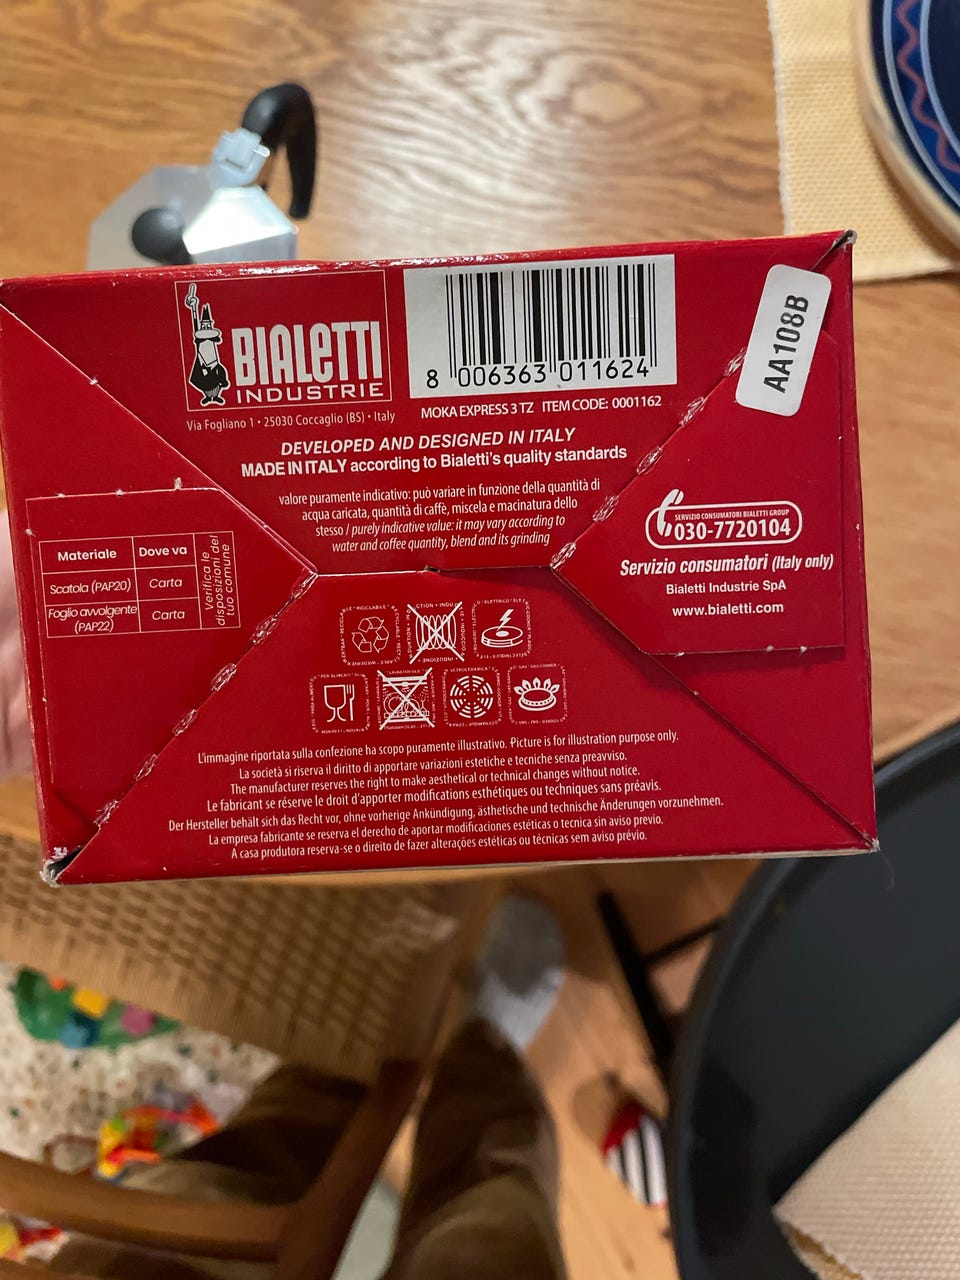 BIALETTI
INDUSTRIE
Via Fogliano 1 • 25030 Coccaglio (BS) • Italy
8 006363 011624
MOKA EXPRESS 3 TZ ITEM CODE: 0001162
AA108B
DEVELOPED AND DESIGNED IN ITALY
MADE IN ITALY according to Bialetti's quality standards
valore puramente indicativo: può variare in funzione della quantità di
acqua caricata, quantità di caffè, miscela e macinatura dello
stesso / purely indicative value: it may vary according to
water and coffee quantity, blend and its grinding
Materiale Dove va
Scatola (PAP20) Carta
Foglio avvolgente
(PAP22) Carta
Verifica le
disposizioni del
tuo comune
SERVIZIO CONSUMATORI BIALETTI GROUP
030-7720104
Servizio consumatori (Italy only)
Bialetti Industrie SpA
www.bialetti.com
L'immagine riportata sulla confezione ha scopo puramente illustrativo. Picture is for illustration purpose only.
La società si riserva il diritto di apportare variazioni estetiche e tecniche senza preavviso.
The manufacturer reserves the right to make aesthetical or technical changes without notice.
Le fabricant se réserve le droit d'apporter modifications esthétiques ou techniques sans préavis.
Der Hersteller behält sich das Recht vor, ohne vorherige Ankündigung, ästhetische und technische Änderungen vorzunehmen.
La empresa fabricante se reserva el derecho de aportar modificaciones estéticas o tecnica sin aviso previo.
A casa produtora reserva-se o direito de fazer alterações estéticas ou técnicas sem aviso prévio.